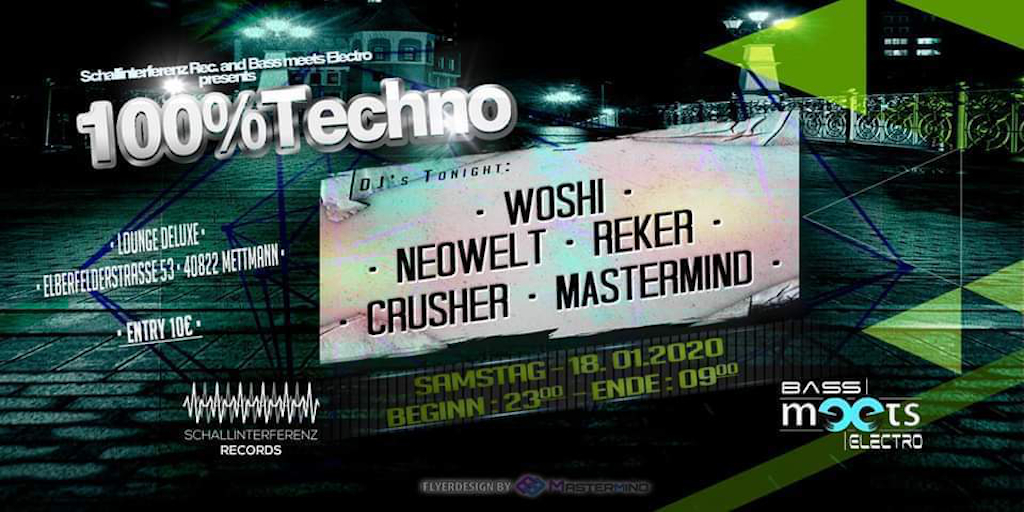 Schallinterferenz Rec. and Bass meets Electro
presents
100%Techno
DJ's Tonight:
· WOSHI ·
· NEOWELT · REKER ·
· CRUSHER · MASTERMIND ·
· LOUNGE DELUXE ·
· ELBERFELDERSTRASSE 53 · 40822 METTMANN ·
· ENTRY 10€ ·
SAMSTAG - 18. 01.2020
BEGINN : 23⁰⁰ - ENDE : 09⁰⁰
SCHALLINTERFERENZ
RECORDS
BASS
meets
ELECTRO
FLYERDESIGN BY MASTERMIND